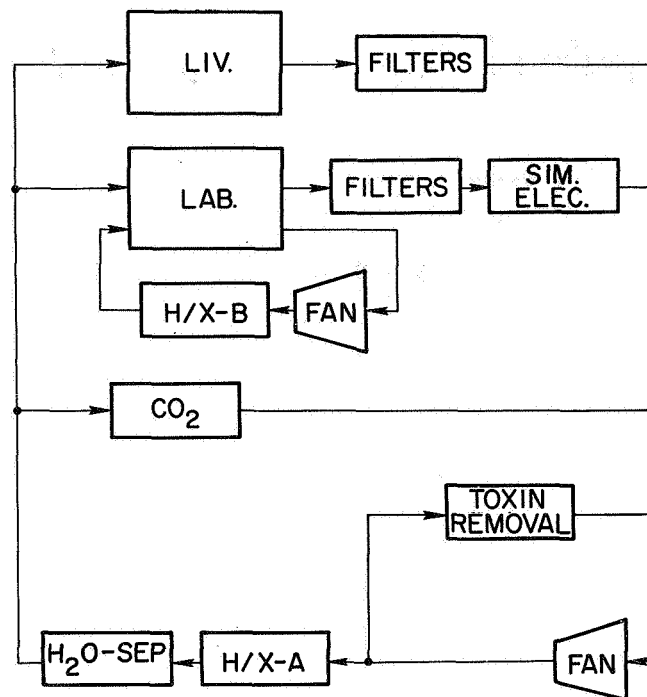 LIV.
FILTERS
LAB.
FILTERS
SIM.
ELEC.
H/X-B
FAN
CO₂
TOXIN
REMOVAL
H₂O-SEP
H/X-A
FAN